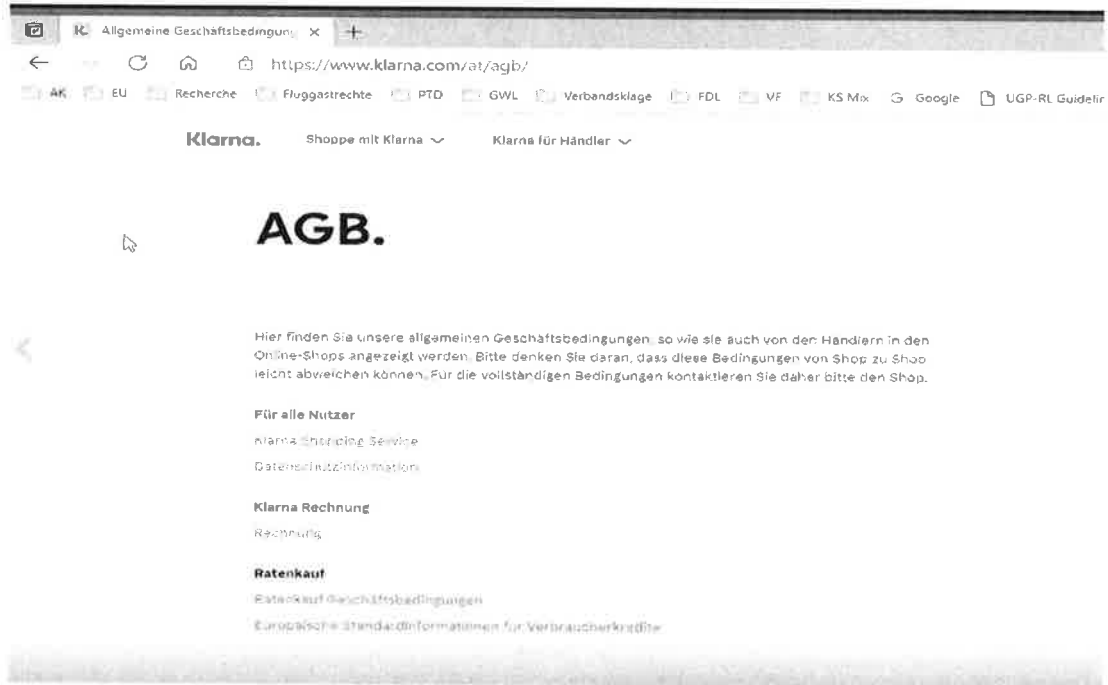 K. Allgemeine Geschäftsbedingung × +
https://www.klarna.com/at/agb/
AK EU Recherche Fluggastrechte PTD GWL Verbandsklage FDL VF KS Mix G Google UGP-RL Guidelin
Klarna. Shoppe mit Klarna Klarna für Händler
AGB.
Hier finden Sie unsere allgemeinen Geschäftsbedingungen, so wie sie auch von den Händlern in den
Online-Shops angezeigt werden. Bitte denken Sie daran, dass diese Bedingungen von Shop zu Shop
leicht abweichen können. Für die vollständigen Bedingungen kontaktieren Sie daher bitte den Shop.
Für alle Nutzer
Klarna Shopping Service
Datenschutzinformation
Klarna Rechnung
Rechnung
Ratenkauf
Ratenkauf Geschäftsbedingungen
Europäische Standardinformationen für Verbraucherkredite